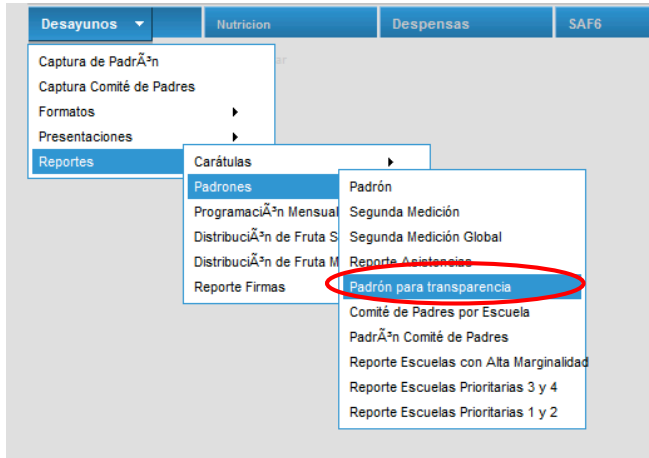 Desayunos
Nutricion
Despensas
SAF6
Captura de PadrÃ³n
ar
Captura Comité de Padres
Formatos
Presentaciones
Reportes
Carátulas
Padrones
ProgramaciÃ³n Mensual
DistribuciÃ³n de Fruta S
DistribuciÃ³n de Fruta M
Reporte Firmas
Padrón
Segunda Medición
Segunda Medición Global
Reporte Asistencias
Padrón para transparencia
Comité de Padres por Escuela
PadrÃ³n Comité de Padres
Reporte Escuelas con Alta Marginalidad
Reporte Escuelas Prioritarias 3 y 4
Reporte Escuelas Prioritarias 1 y 2